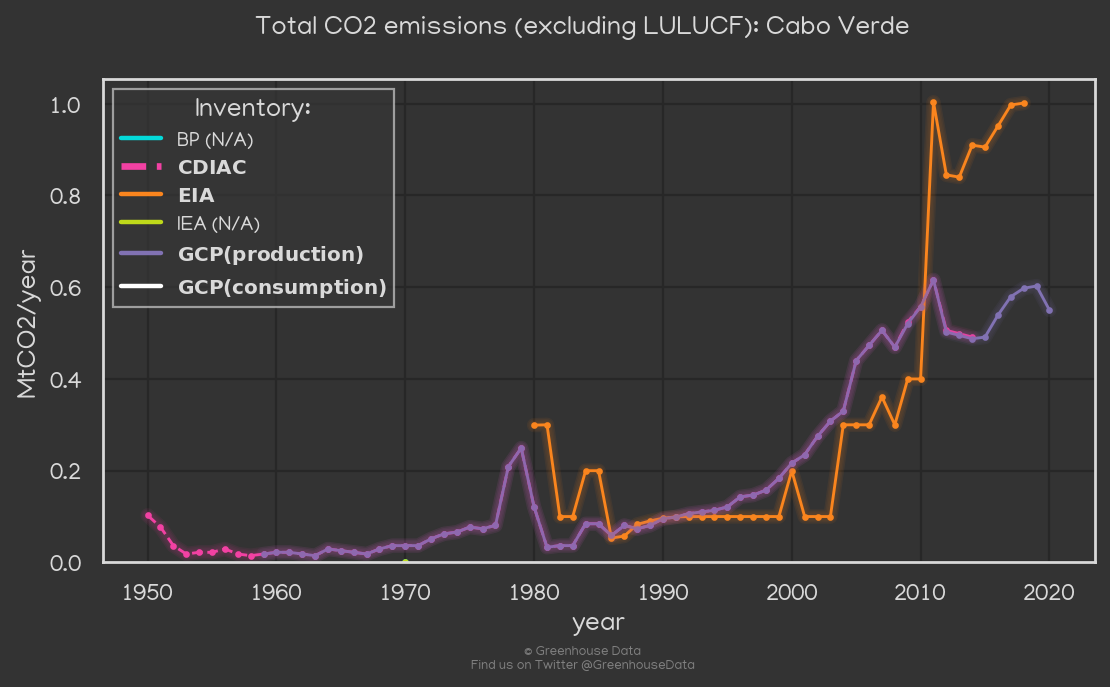 Total CO2 emissions (excluding LULUCF): Cabo Verde
Inventory:
BP (N/A)
CDIAC
EIA
IEA (N/A)
GCP(production)
GCP(consumption)
MtCO2/year
1.0
0.8
0.6
0.4
0.2
0.0
1950 1960 1970 1980 1990 2000 2010 2020
year
© Greenhouse Data
Find us on Twitter @GreenhouseData